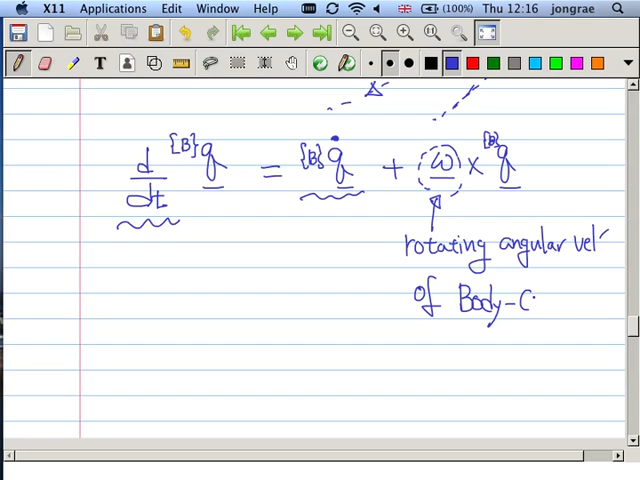 X11 Applications Edit Window Help (100%) Thu 12:16 jongrae
d/dt {B}q = {B}q̇ + ω × {B}q
rotating angular vel
of Body-C